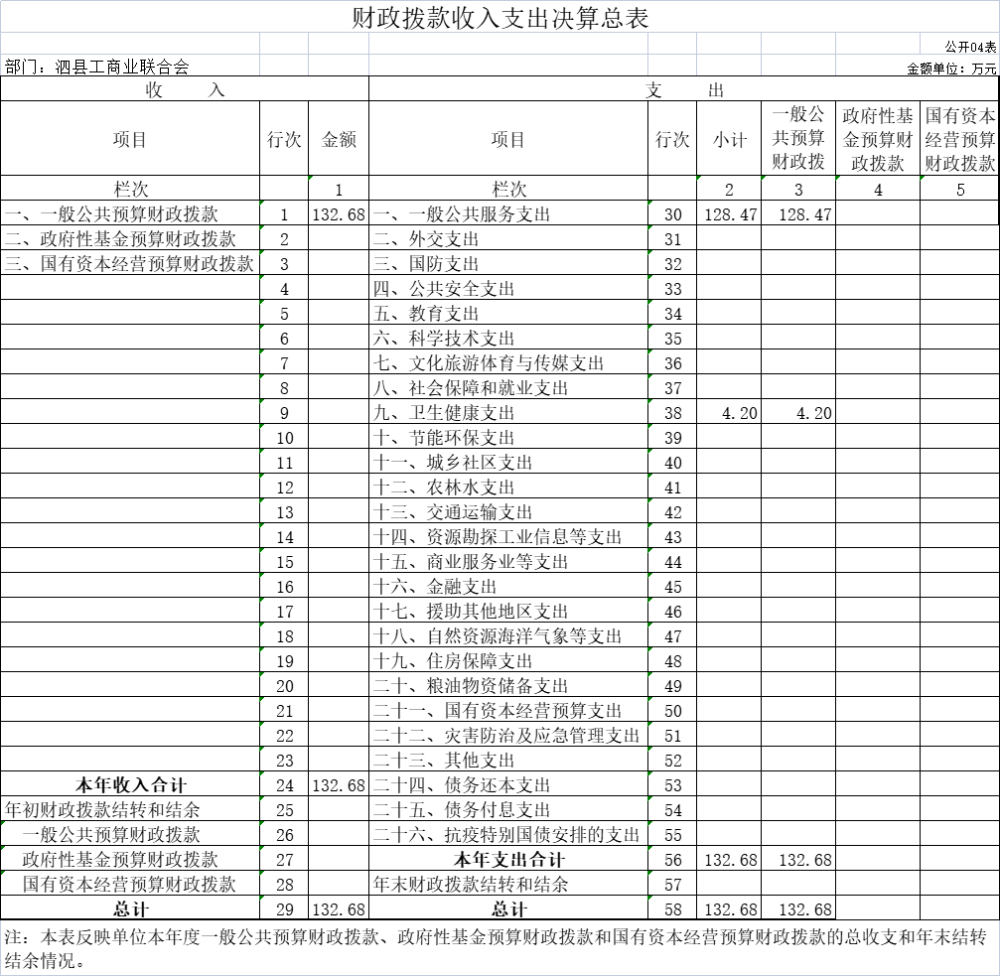 财政拨款收入支出决算总表
公开04表
部门：泗县工商业联合会 金额单位：万元
收 入 支 出
项目 行次 金额 项目 行次 小计 一般公共预算财政拨 政府性基金预算财政拨款 国有资本经营预算财政拨款
栏次 1 栏次 2 3 4 5
一、一般公共预算财政拨款 1 132.68 一、一般公共服务支出 30 128.47 128.47
二、政府性基金预算财政拨款 2 二、外交支出 31
三、国有资本经营预算财政拨款 3 三、国防支出 32
4 四、公共安全支出 33
5 五、教育支出 34
6 六、科学技术支出 35
7 七、文化旅游体育与传媒支出 36
8 八、社会保障和就业支出 37
9 九、卫生健康支出 38 4.20 4.20
10 十、节能环保支出 39
11 十一、城乡社区支出 40
12 十二、农林水支出 41
13 十三、交通运输支出 42
14 十四、资源勘探工业信息等支出 43
15 十五、商业服务业等支出 44
16 十六、金融支出 45
17 十七、援助其他地区支出 46
18 十八、自然资源海洋气象等支出 47
19 十九、住房保障支出 48
20 二十、粮油物资储备支出 49
21 二十一、国有资本经营预算支出 50
22 二十二、灾害防治及应急管理支出 51
23 二十三、其他支出 52
本年收入合计 24 132.68 二十四、债务还本支出 53
年初财政拨款结转和结余 25 二十五、债务付息支出 54
一般公共预算财政拨款 26 二十六、抗疫特别国债安排的支出 55
政府性基金预算财政拨款 27 本年支出合计 56 132.68 132.68
国有资本经营预算财政拨款 28 年末财政拨款结转和结余 57
总计 29 132.68 总计 58 132.68 132.68
注：本表反映单位本年度一般公共预算财政拨款、政府性基金预算财政拨款和国有资本经营预算财政拨款的总收支和年末结转
结余情况。